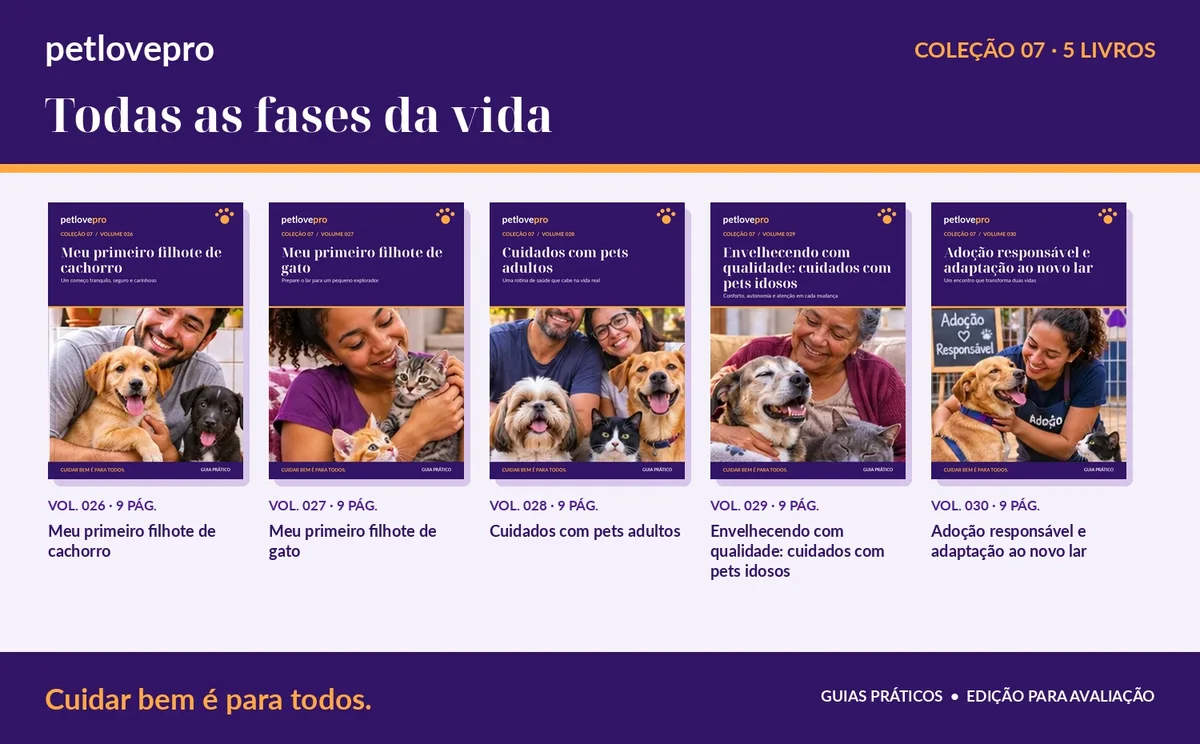 petlovepro
COLEÇÃO 07 · 5 LIVROS
Todas as fases da vida
petlovepro
COLEÇÃO 07 / VOLUME 026
Meu primeiro filhote de
cachorro
Um começo tranquilo, seguro e carinhoso
CUIDAR BEM É PARA TODOS.
GUIA PRÁTICO
VOL. 026 · 9 PÁG.
Meu primeiro filhote de
cachorro
petlovepro
COLEÇÃO 07 / VOLUME 027
Meu primeiro filhote de
gato
Prepare o lar para um pequeno explorador
CUIDAR BEM É PARA TODOS.
GUIA PRÁTICO
VOL. 027 · 9 PÁG.
Meu primeiro filhote de
gato
petlovepro
COLEÇÃO 07 / VOLUME 028
Cuidados com pets
adultos
Uma rotina de saúde que cabe na vida real
CUIDAR BEM É PARA TODOS.
GUIA PRÁTICO
VOL. 028 · 9 PÁG.
Cuidados com pets adultos
petlovepro
COLEÇÃO 07 / VOLUME 029
Envelhecendo com
qualidade: cuidados com
pets idosos
Conforto, autonomia e atenção em cada mudança
CUIDAR BEM É PARA TODOS.
GUIA PRÁTICO
VOL. 029 · 9 PÁG.
Envelhecendo com
qualidade: cuidados com
pets idosos
petlovepro
COLEÇÃO 07 / VOLUME 030
Adoção responsável e
adaptação ao novo lar
Um encontro que transforma duas vidas
Adoção
Responsável
Adoção
CUIDAR BEM É PARA TODOS.
GUIA PRÁTICO
VOL. 030 · 9 PÁG.
Adoção responsável e
adaptação ao novo lar
Cuidar bem é para todos.
GUIAS PRÁTICOS • EDIÇÃO PARA AVALIAÇÃO